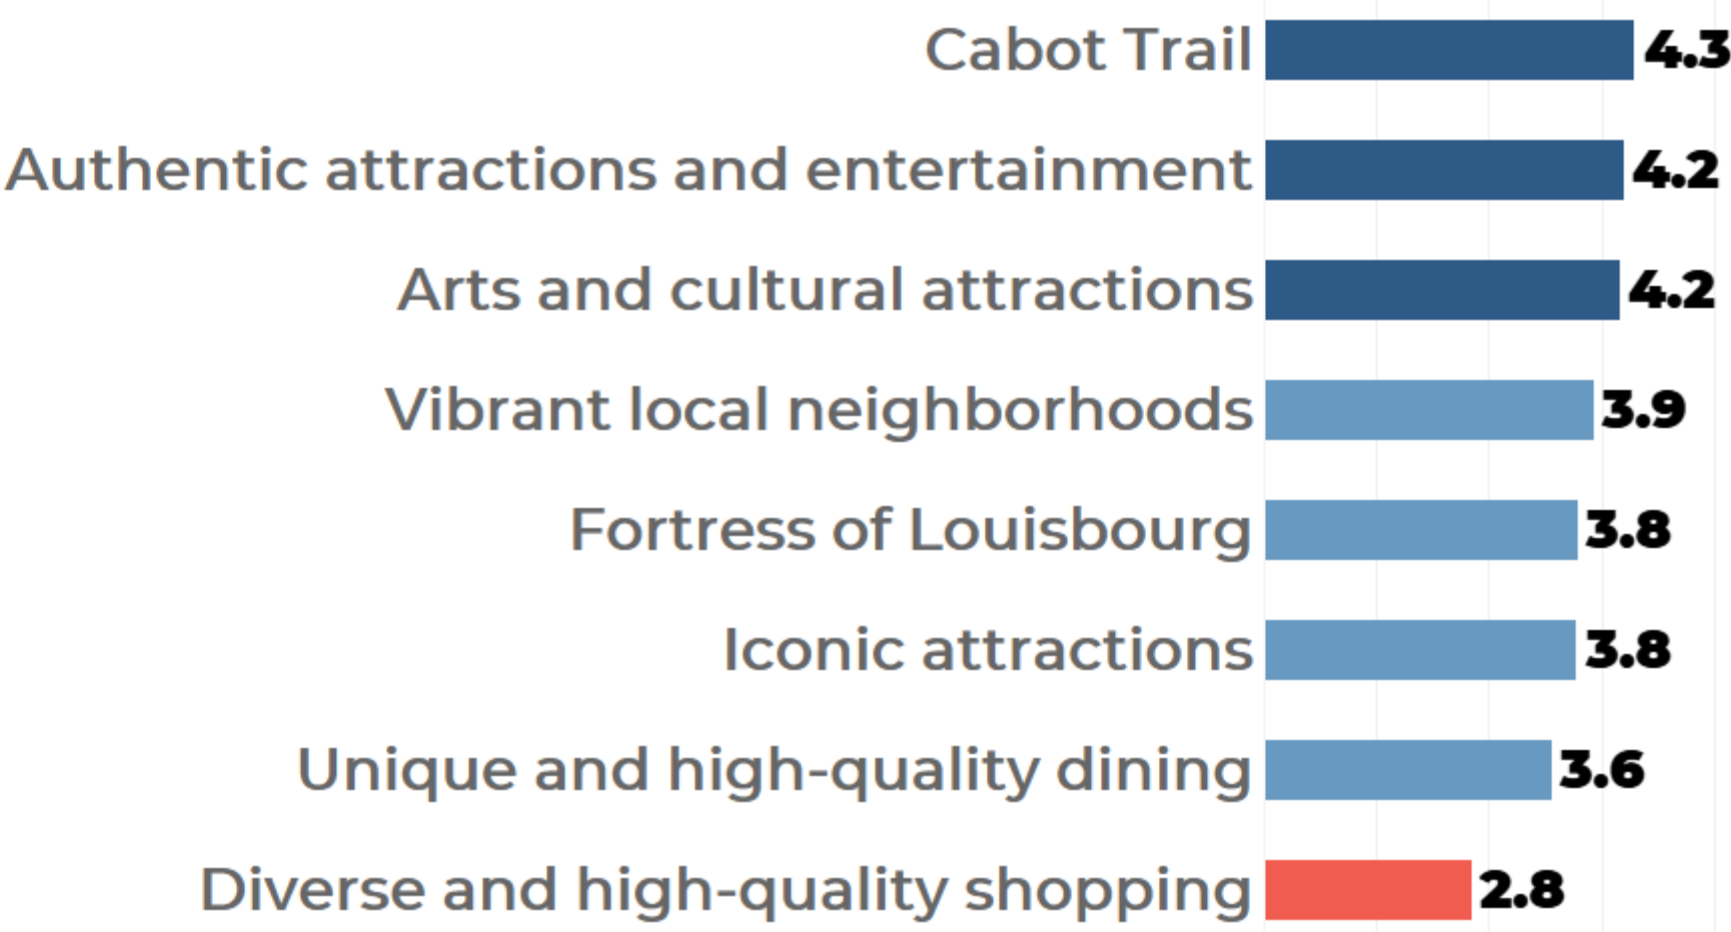 Cabot Trail 4.3
Authentic attractions and entertainment 4.2
Arts and cultural attractions 4.2
Vibrant local neighborhoods 3.9
Fortress of Louisbourg 3.8
Iconic attractions 3.8
Unique and high-quality dining 3.6
Diverse and high-quality shopping 2.8